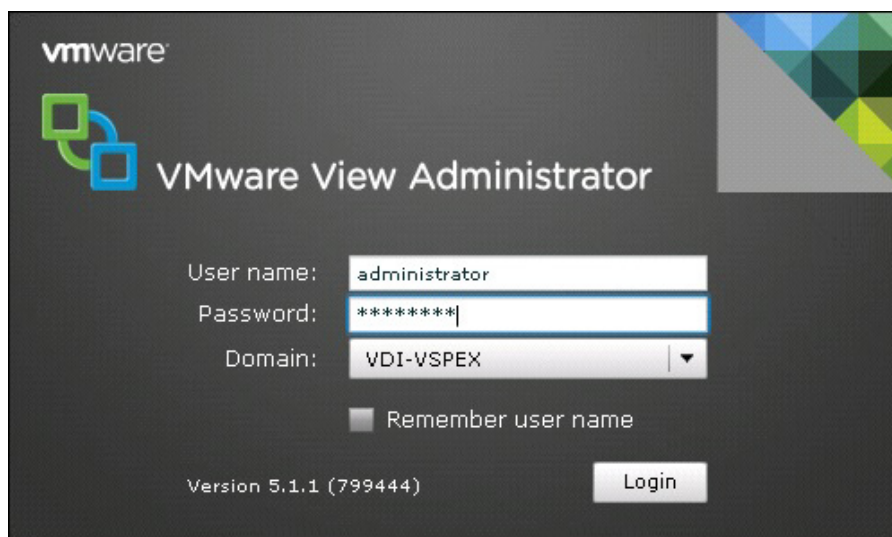 vmware
VMware View Administrator
User name: administrator
Password: ********
Domain: VDI-VSPEX
Remember user name
Version 5.1.1 (799444) Login